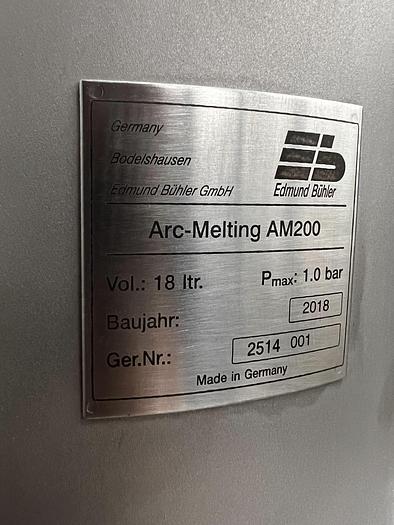 Germany
Bodelshausen
Edmund Bühler GmbH
Eb
Edmund Bühler
Arc-Melting AM200
Vol.: 18 ltr. Pmax: 1.0 bar
Baujahr: 2018
Ger.Nr.: 2514 001
Made in Germany